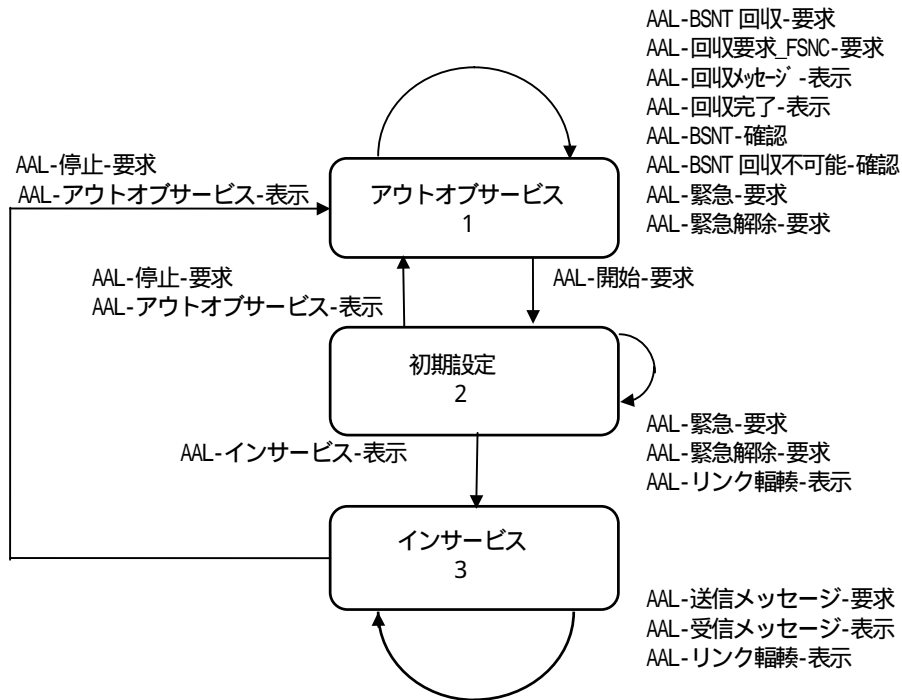 AAL-BSNT 回収-要求
AAL-回収要求_FSNC-要求
AAL-回収メッセージ-表示
AAL-回収完了-表示
AAL-BSNT-確認
AAL-BSNT 回収不可能-確認
AAL-緊急-要求
AAL-緊急解除-要求
AAL-停止-要求
AAL-アウトオブサービス-表示
アウトオブサービス
1
AAL-停止-要求
AAL-アウトオブサービス-表示
AAL-開始-要求
初期設定
2
AAL-緊急-要求
AAL-緊急解除-要求
AAL-リンク輻輳-表示
AAL-インサービス-表示
インサービス
3
AAL-送信メッセージ-要求
AAL-受信メッセージ-表示
AAL-リンク輻輳-表示